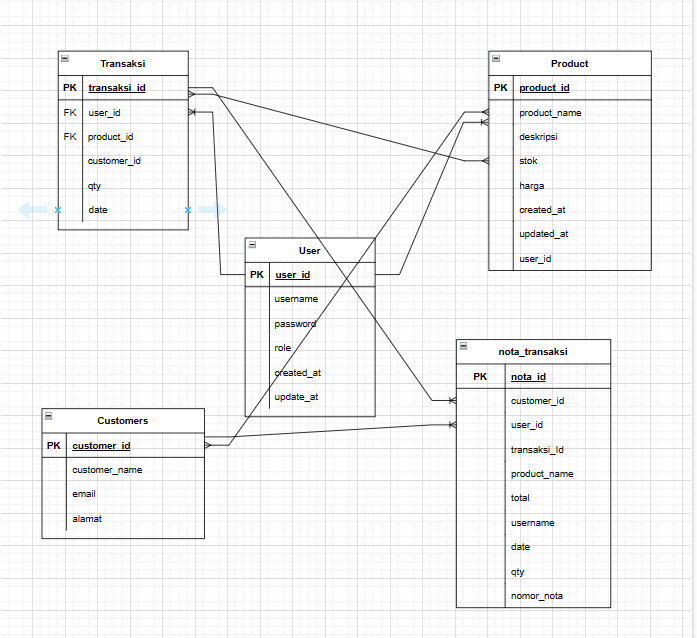 Transaksi
PK transaksi_id
FK user_id
FK product_id
customer_id
qty
date
Product
PK product_id
product_name
deskripsi
stok
harga
created_at
updated_at
user_id
User
PK user_id
username
password
role
created_at
update_at
nota_transaksi
PK nota_id
customer_id
user_id
transaksi_Id
product_name
total
username
date
qty
nomor_nota
Customers
PK customer_id
customer_name
email
alamat